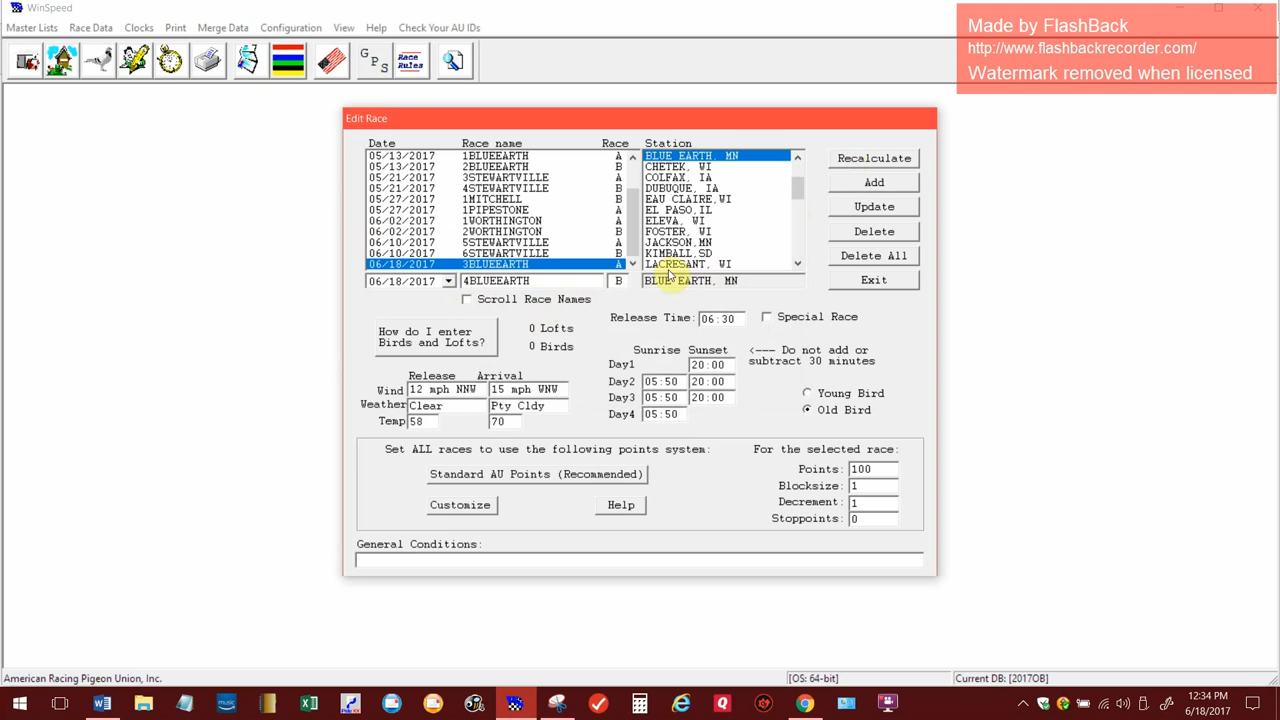 WinSpeed
Master Lists Race Data Clocks Print Merge Data Configuration View Help Check Your AU IDs
Made by FlashBack
http://www.flashbackrecorder.com/
Watermark removed when licensed
G P S
Race Rules
Edit Race
Date Race name Race Station
05/13/2017 1BLUEEARTH A BLUE EARTH, MN
05/13/2017 2BLUEEARTH B CHETEK, WI
05/21/2017 3STEWARTVILLE A COLFAX, IA
05/21/2017 4STEWARTVILLE B DUBUQUE, IA
05/27/2017 1MITCHELL B EAU CLAIRE,WI
05/27/2017 1PIPESTONE A EL PASO,IL
06/02/2017 1WORTHINGTON A ELEVA, WI
06/02/2017 2WORTHINGTON B FOSTER, WI
06/10/2017 5STEWARTVILLE A JACKSON,MN
06/10/2017 6STEWARTVILLE B KIMBALL,SD
06/18/2017 3BLUEEARTH A LACRESANT, WI
06/18/2017 4BLUEEARTH B BLUE EARTH, MN
Recalculate
Add
Update
Delete
Delete All
Exit
Scroll Race Names
How do I enter
Birds and Lofts?
0 Lofts
0 Birds
Release Time: 06:30 Special Race
Sunrise Sunset
Day1 20:00
Day2 05:50 20:00
Day3 05:50 20:00
Day4 05:50
<--- Do not add or
subtract 30 minutes
Young Bird
Old Bird
Release Arrival
Wind 12 mph NNW 15 mph WNW
Weather Clear Pty Cldy
Temp 58 70
Set ALL races to use the following points system:
Standard AU Points (Recommended)
Customize Help
For the selected race:
Points: 100
Blocksize: 1
Decrement: 1
Stoppoints: 0
General Conditions:
American Racing Pigeon Union, Inc. [OS: 64-bit] Current DB: [2017OB]
12:34 PM
6/18/2017